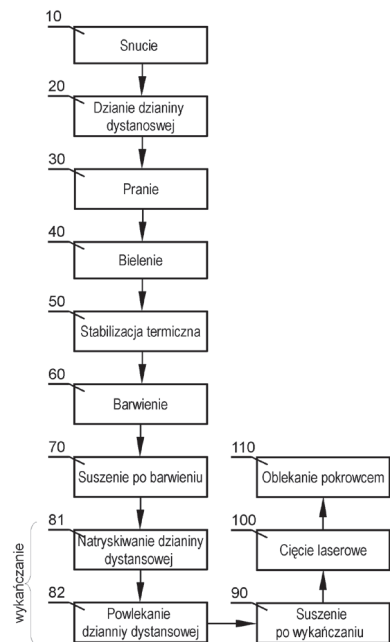 10
Snucie
20
Dzianie dzianiny
dystanoswej
30
Pranie
40
Bielenie
50
Stabilizacja termiczna
60
Barwienie
70
Suszenie po barwieniu
wykańczanie
81
Natryskiwanie dzianiny
dystansowej
82
Powlekanie
dzianniy dystansowej
90
Suszenie
po wykańczaniu
100
Cięcie laserowe
110
Oblekanie pokrowcem